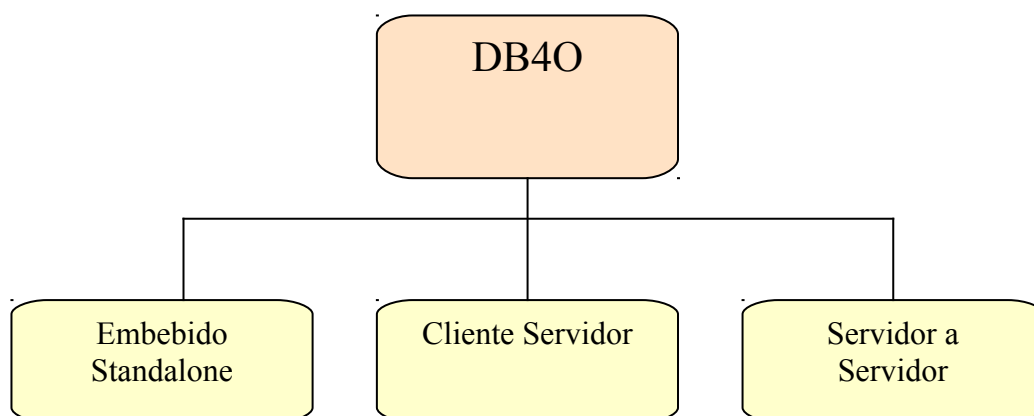 DB4O
Embebido
Standalone
Cliente Servidor
Servidor a
Servidor